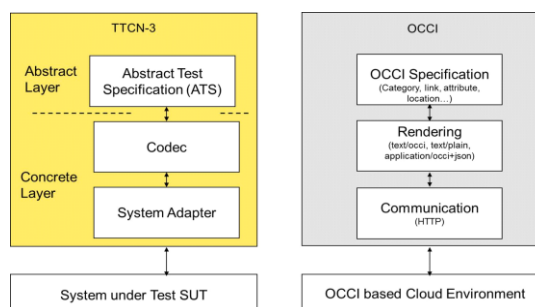 TTCN-3
Abstract
Layer
Abstract Test
Specification (ATS)
Codec
Concrete
Layer
System Adapter
System under Test SUT
OCCI
OCCI Specification
(Category, link, attribute,
location…)
Rendering
(text/occi, text/plain,
application/occi+json)
Communication
(HTTP)
OCCI based Cloud Environment